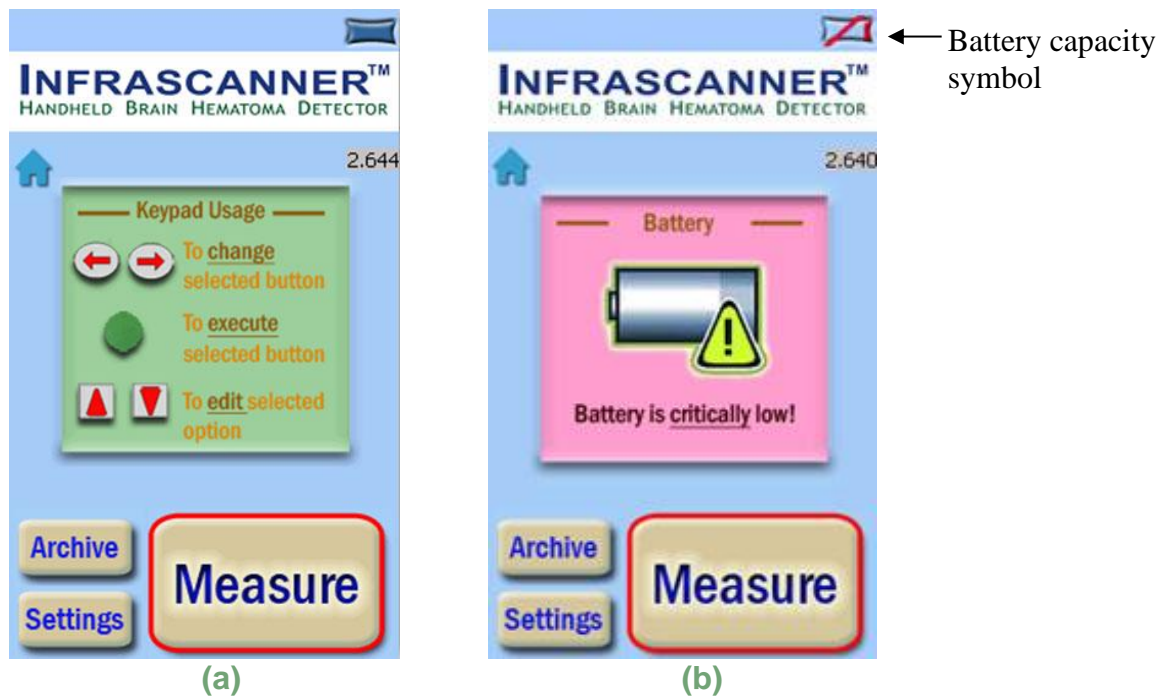 INFRASCANNER™
HANDHELD BRAIN HEMATOMA DETECTOR
2.644
Keypad Usage
To change
selected button
To execute
selected button
To edit selected
option
Archive
Settings
Measure
(a)
Battery capacity
symbol
INFRASCANNER™
HANDHELD BRAIN HEMATOMA DETECTOR
2.640
Battery
Battery is critically low!
Archive
Settings
Measure
(b)